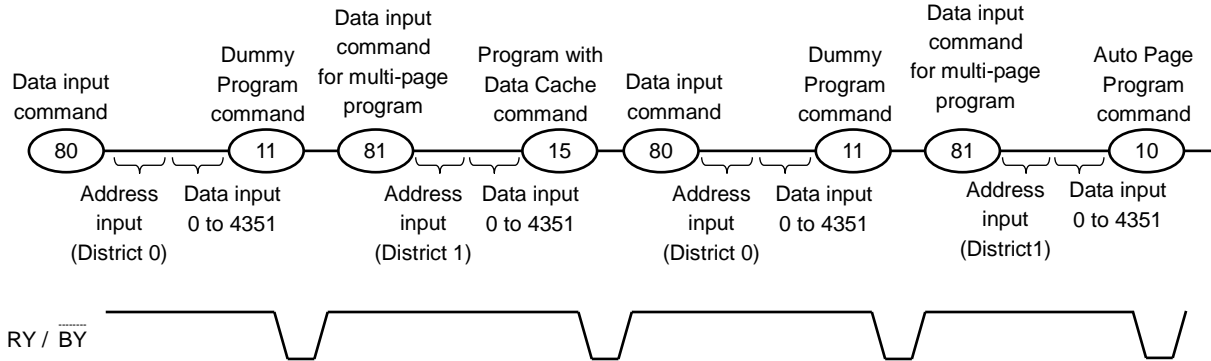 Data input
command
Dummy
Program
command
Data input
command
for multi-page
program
Program with
Data Cache
command
Data input
command
Dummy
Program
command
Data input
command
for multi-page
program
Auto Page
Program
command
80
11
81
15
80
11
81
10
Address
input
(District 0)
Data input
0 to 4351
Address
input
(District 1)
Data input
0 to 4351
Address
input
(District 0)
Data input
0 to 4351
Address
input
(District1)
Data input
0 to 4351
RY / BY